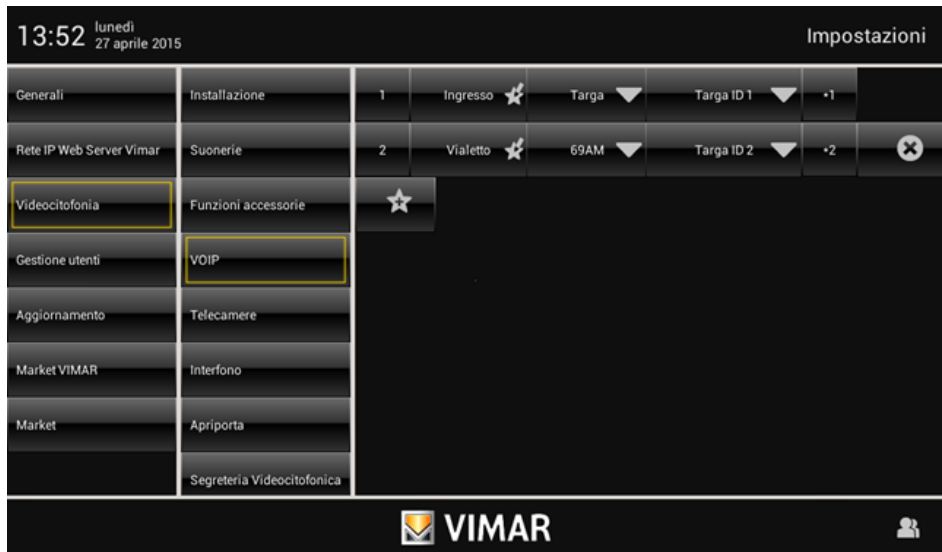 13:52 lunedì
27 aprile 2015
Impostazioni
Generali
Rete IP Web Server Vimar
Videocitofonia
Gestione utenti
Aggiornamento
Market VIMAR
Market
Installazione
Suonerie
Funzioni accessorie
VOIP
Telecamere
Interfono
Apriporta
Segreteria Videocitofonica
1 Ingresso Targa Targa ID 1 *1
2 Vialetto 69AM Targa ID 2 *2
VIMAR